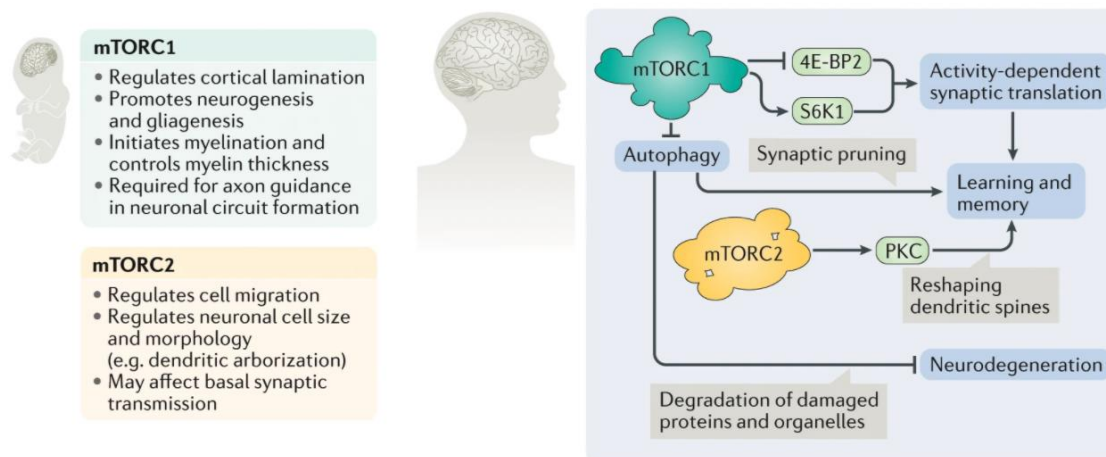 mTORC1
• Regulates cortical lamination
• Promotes neurogenesis
and gliagenesis
• Initiates myelination and
controls myelin thickness
• Required for axon guidance
in neuronal circuit formation
mTORC2
• Regulates cell migration
• Regulates neuronal cell size
and morphology
(e.g. dendritic arborization)
• May affect basal synaptic
transmission
mTORC1
4E-BP2
S6K1
Activity-dependent
synaptic translation
Autophagy
Synaptic pruning
Learning and
memory
mTORC2
PKC
Reshaping
dendritic spines
Neurodegeneration
Degradation of damaged
proteins and organelles